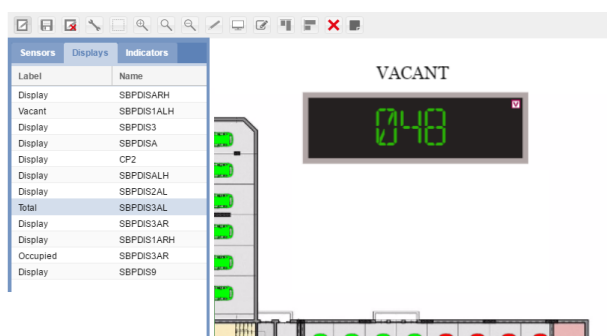 Sensors Displays Indicators
Label Name
Display SBPDISARH
Vacant SBPDIS1ALH
Display SBPDIS3
Display SBPDISA
Display CP2
Display SBPDISALH
Display SBPDIS2AL
Total SBPDIS3AL
Display SBPDIS3AR
Display SBPDIS1ARH
Occupied SBPDIS3AR
Display SBPDIS9
VACANT
V
048